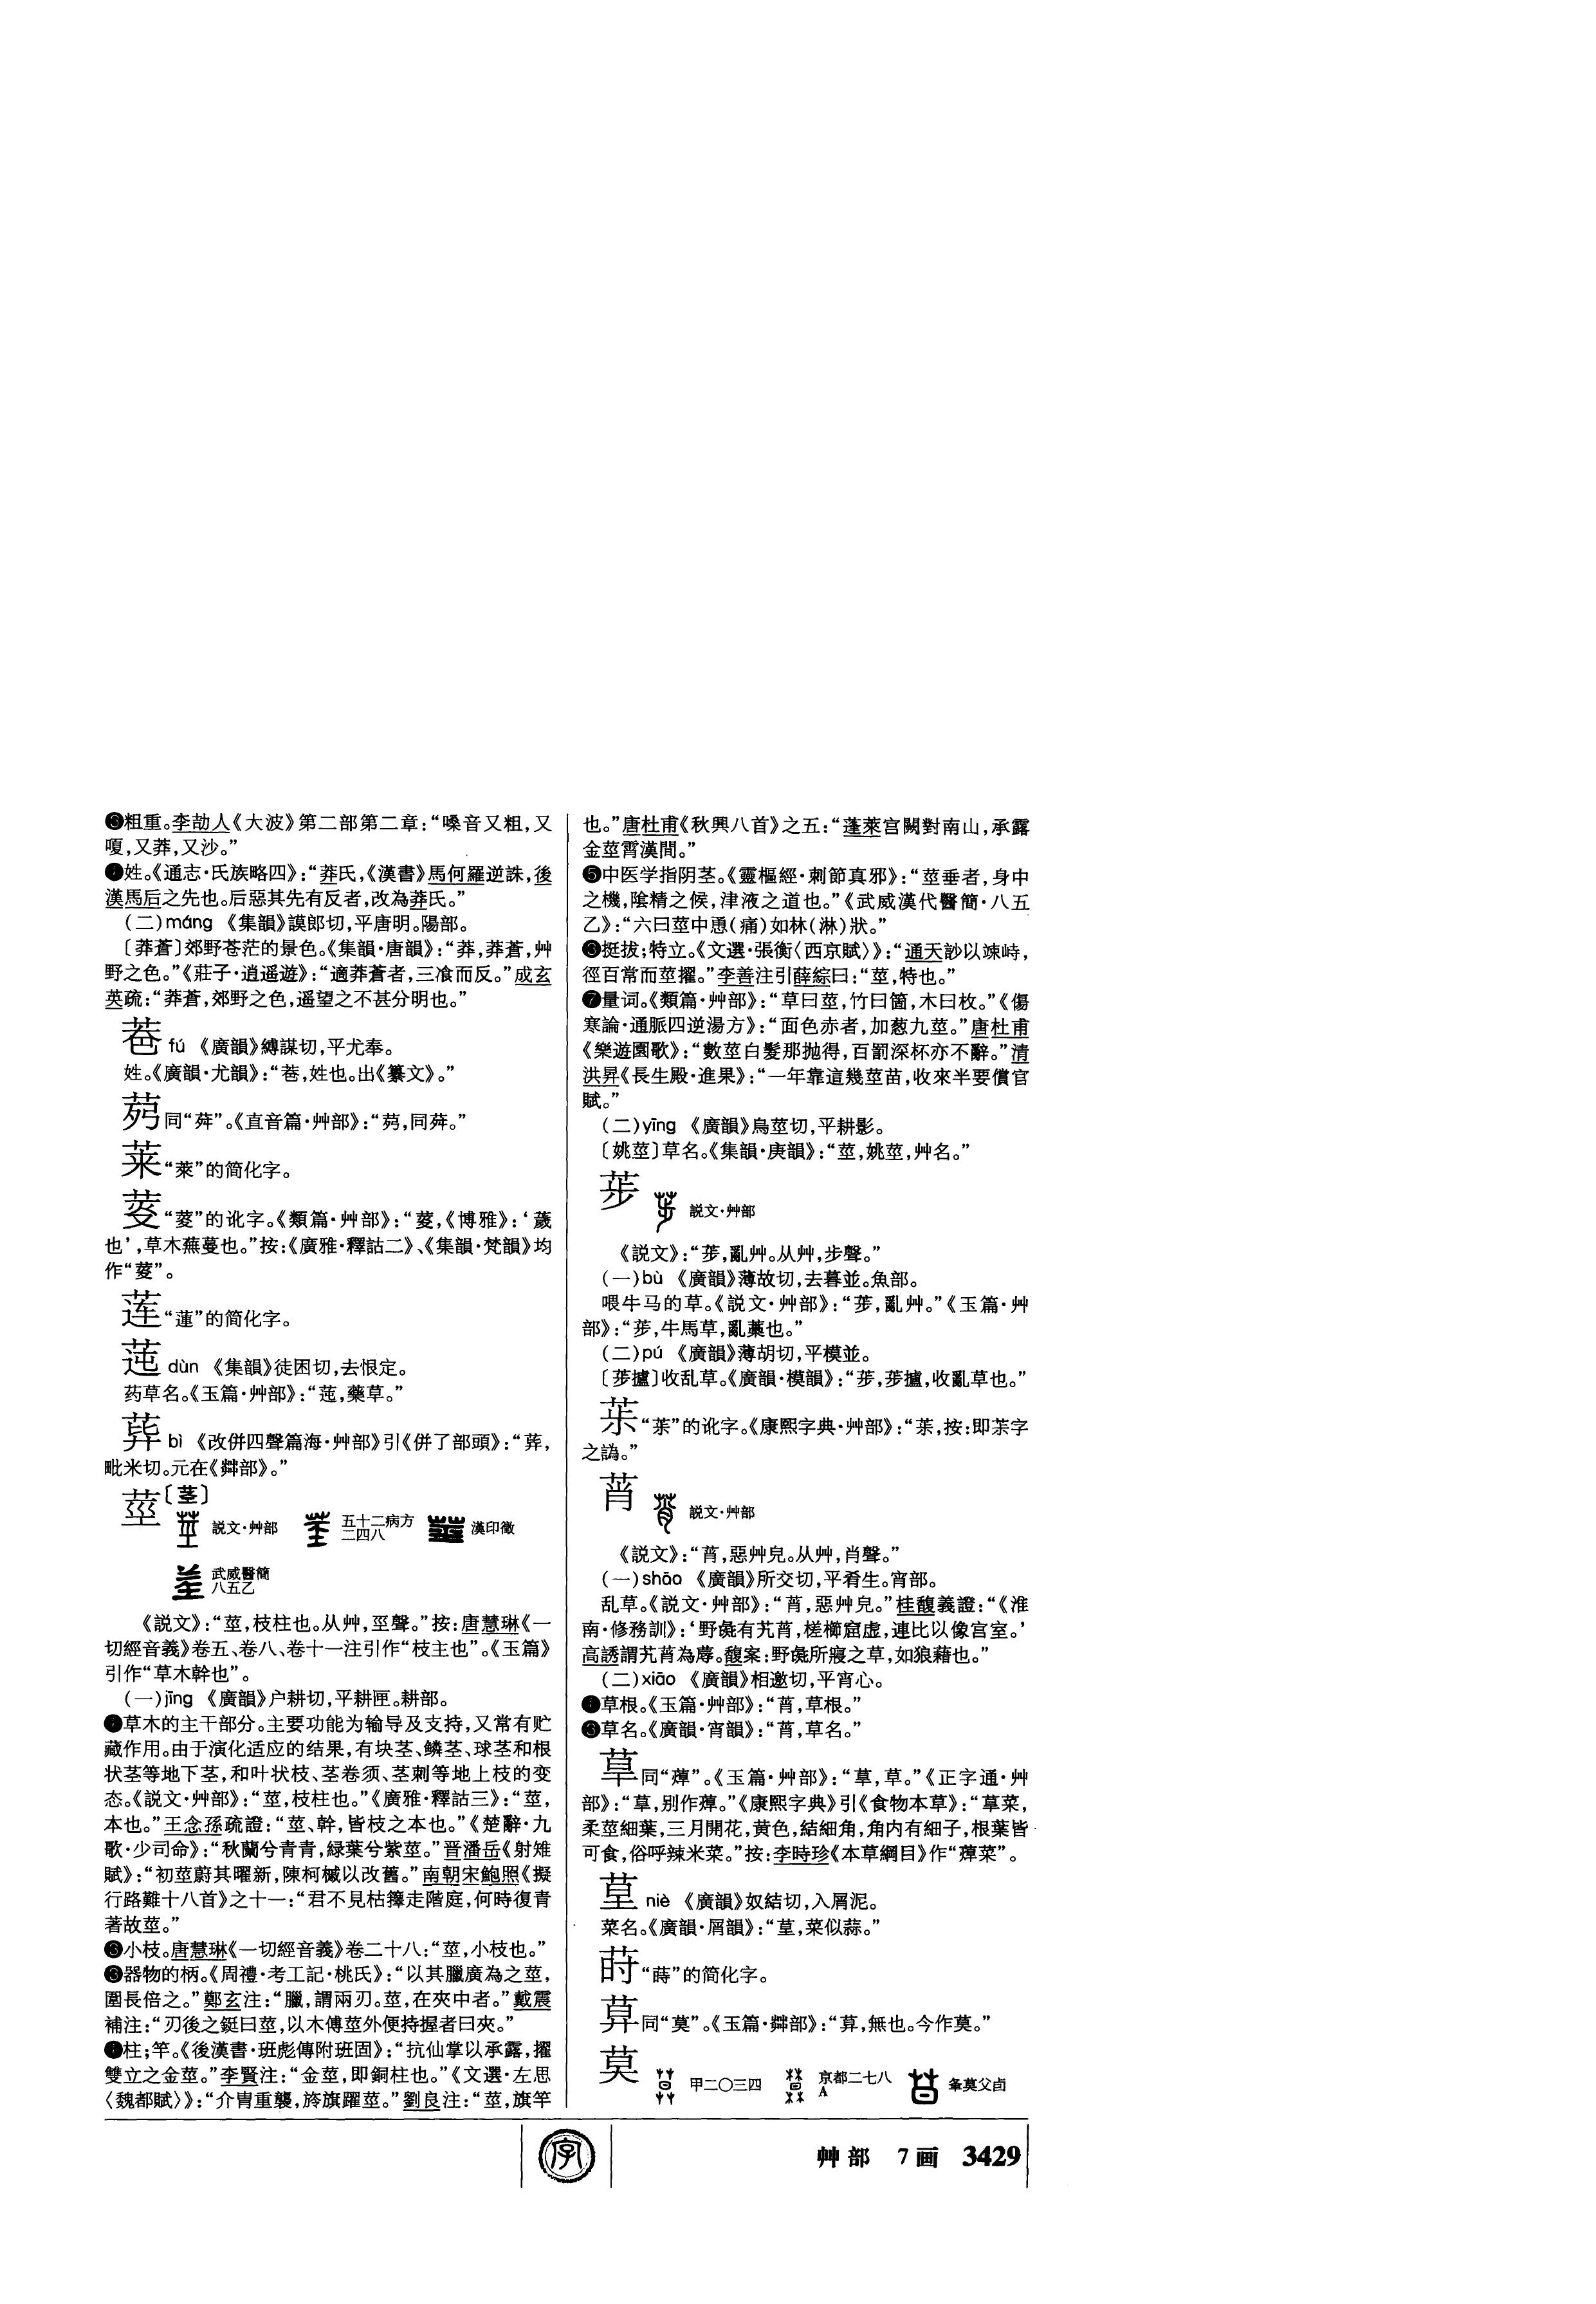 ❸粗重。李劼人《大波》第二部第二章：“嗓音又粗，又
嗄，又莽，又沙。”
姓。《通志·氏族略四》：“莽氏，《漢書》馬何羅逆誅，後
漢馬后之先也。后惡其先有反者，改為莽氏。”
（二）máng 《集韻》謨郎切，平唐明。陽部。
〔莽蒼〕郊野苍茫的景色。《集韻·唐韻》：“莽，莽蒼，艸
野之色。”《莊子·逍遥遊》：“適莽蒼者，三飡而反。”成玄
英疏：“莽蒼，郊野之色，遥望之不甚分明也。”
fú 《廣韻》縛謀切，平尤奉。
姓。《廣韻·尤韻》：“，姓也。出《纂文》。”
同“荈”。《直音篇·艸部》：“，同荈。”
莱“萊”的简化字。
“”的讹字。《類篇·艸部》：“，《博雅》：‘薉
也’，草木蕪蔓也。”按：《廣雅·釋詁二》、《集韻·梵韻》均
作“”。
莲“蓮”的简化字。
dùn 《集韻》徒困切，去恨定。
药草名。《玉篇·艸部》：“，藥草。”
bì 《改併四聲篇海·艸部》引《併了部頭》：“，
毗米切。元在《茻部》。”
莖〔茎〕
説文·艸部 五十二病方二四八 漢印徵
武威醫簡八五乙
《説文》：“莖，枝柱也。从艸，巠聲。”按：唐慧琳《一
切經音義》卷五、卷八、卷十一注引作“枝主也”。《玉篇》
引作“草木幹也”。
（一）jīng 《廣韻》户耕切，平耕匣。耕部。
❶草木的主干部分。主要功能为输导及支持，又常有贮
藏作用。由于演化适应的结果，有块茎、鳞茎、球茎和根
状茎等地下茎，和叶状枝、茎卷须、茎刺等地上枝的变
态。《説文·艸部》：“莖，枝柱也。”《廣雅·釋詁三》：“莖，
本也。”王念孫疏證：“莖、幹，皆枝之本也。”《楚辭·九
歌·少司命》：“秋蘭兮青青，緑葉兮紫莖。”晋潘岳《射雉
賦》：“初莖蔚其曜新，陳柯槭以改舊。”南朝宋鮑照《擬
行路難十八首》之十一：“君不見枯籜走階庭，何時復青
著故莖。”
小枝。唐慧琳《一切經音義》卷二十八：“莖，小枝也。”
❸器物的柄。《周禮·考工記·桃氏》：“以其臘廣為之莖，
圍長倍之。”鄭玄注：“臘，謂兩刃。莖，在夾中者。”戴震
補注：“刃後之鋌曰莖，以木傅莖外便持握者曰夾。”
柱；竿。《後漢書·班彪傳附班固》：“抗仙掌以承露，擢
雙立之金莖。”李賢注：“金莖，即銅柱也。”《文選·左思
〈魏都賦〉》：“介胄重襲，旍旗躍莖。”劉良注：“莖，旗竿
也。”唐杜甫《秋興八首》之五：“蓬萊宫闕對南山，承露
金莖霄漢間。”
❺中医学指阴茎。《靈樞經·刺節真邪》：“莖垂者，身中
之機，陰精之候，津液之道也。”《武威漢代醫簡·八五
乙》：“六曰莖中恿（痛）如林（淋）狀。”
挺拔；特立。《文選·張衡〈西京賦〉》：“通天訬以竦峙，
徑百常而莖擢。”李善注引薛綜曰：“莖，特也。”
❼量词。《類篇·艸部》：“草曰莖，竹曰箇，木曰枚。”《傷
寒論·通脈四逆湯方》：“面色赤者，加葱九莖。”唐杜甫
《樂遊園歌》：“數莖白髮那抛得，百罰深杯亦不辭。”清
洪昇《長生殿·進果》：“一年靠這幾莖苗，收來半要償官
賦。”
（二）yīng 《廣韻》烏莖切，平耕影。
〔姚莖〕草名。《集韻·庚韻》：“莖，姚莖，艸名。”
荹 説文·艸部
《説文》：“荹，亂艸。从艸，步聲。”
（一）bù 《廣韻》薄故切，去暮並。魚部。
喂牛马的草。《説文·艸部》：“荹，亂艸。”《玉篇·艸
部》：“荹，牛馬草，亂藁也。”
（二）pú 《廣韻》薄胡切，平模並。
〔荹攎〕收乱草。《廣韻·模韻》：“荹，荹攎，收亂草也。”
“”的讹字。《康熙字典·艸部》：“，按：即字
之譌。”
莦 説文·艸部
《説文》：“莦，惡艸皃。从艸，肖聲。”
（一）shāo 《廣韻》所交切，平肴生。宵部。
乱草。《説文·艸部》：“莦，惡艸皃。”桂馥義證：“《淮
南·修務訓》：‘野彘有艽莦，槎櫛窟虚，連比以像宫室。’
高誘謂艽莦為蓐。馥案：野彘所寢之草，如狼藉也。”
（二）xiāo 《廣韻》相邀切，平宵心。
❶草根。《玉篇·艸部》：“莦，草根。”
草名。《廣韻·宵韻》：“莦，草名。”
同“蔊”。《玉篇·艸部》：“，草。”《正字通·艸
部》：“，别作蔊。”《康熙字典》引《食物本草》：“菜，
柔莖細葉，三月開花，黄色，結細角，角内有細子，根葉皆
可食，俗呼辣米菜。”按：李時珍《本草綱目》作“蔊菜”。
niè 《廣韻》奴結切，入屑泥。
菜名。《廣韻·屑韻》：“，菜似蒜。”
莳“蒔”的简化字。
同“莫”。《玉篇·茻部》：“，無也。今作莫。”
莫 甲二〇三四 京都二七八A 夆莫父卣
字
艸部 7画 3429